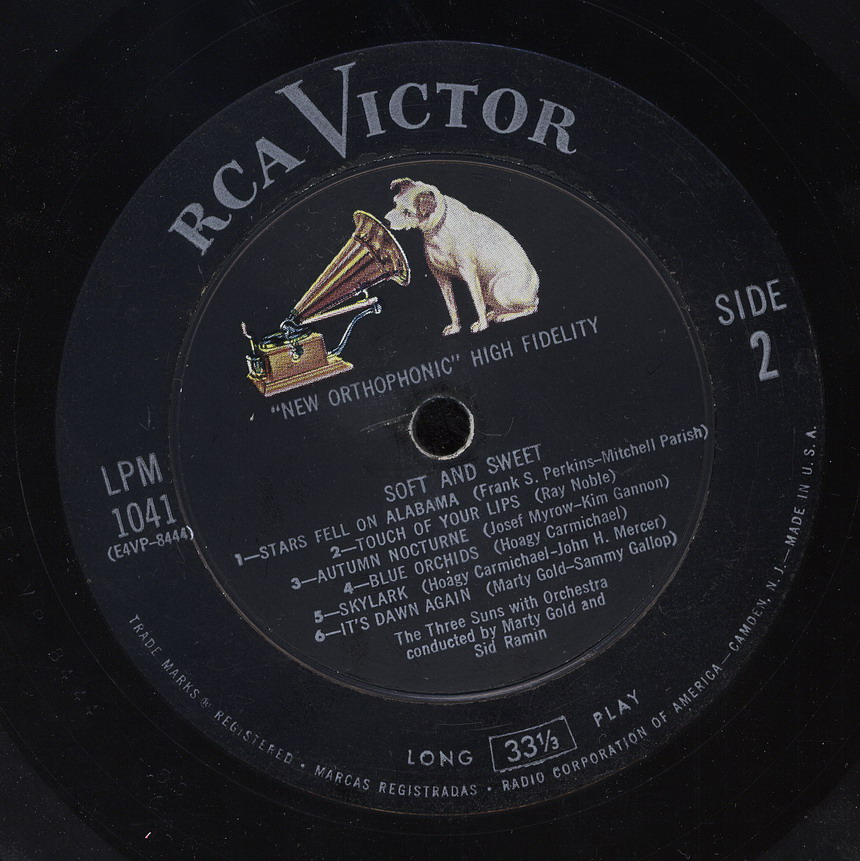 RCA VICTOR
SIDE
2
"NEW ORTHOPHONIC" HIGH FIDELITY
LPM
1041
(E4VP-8444)
SOFT AND SWEET
1—STARS FELL ON ALABAMA (Frank S. Perkins–Mitchell Parish)
2—TOUCH OF YOUR LIPS (Ray Noble)
3—AUTUMN NOCTURNE (Josef Myrow–Kim Gannon)
4—BLUE ORCHIDS (Hoagy Carmichael)
5—SKYLARK (Hoagy Carmichael-John H. Mercer)
6—IT'S DAWN AGAIN (Marty Gold–Sammy Gallop)
The Three Suns with Orchestra
conducted by Marty Gold and
Sid Ramin
LONG 33⅓ PLAY
TRADE MARKS ® REGISTERED • MARCAS REGISTRADAS • RADIO CORPORATION OF AMERICA—CAMDEN, N. J.—MADE IN U. S. A.